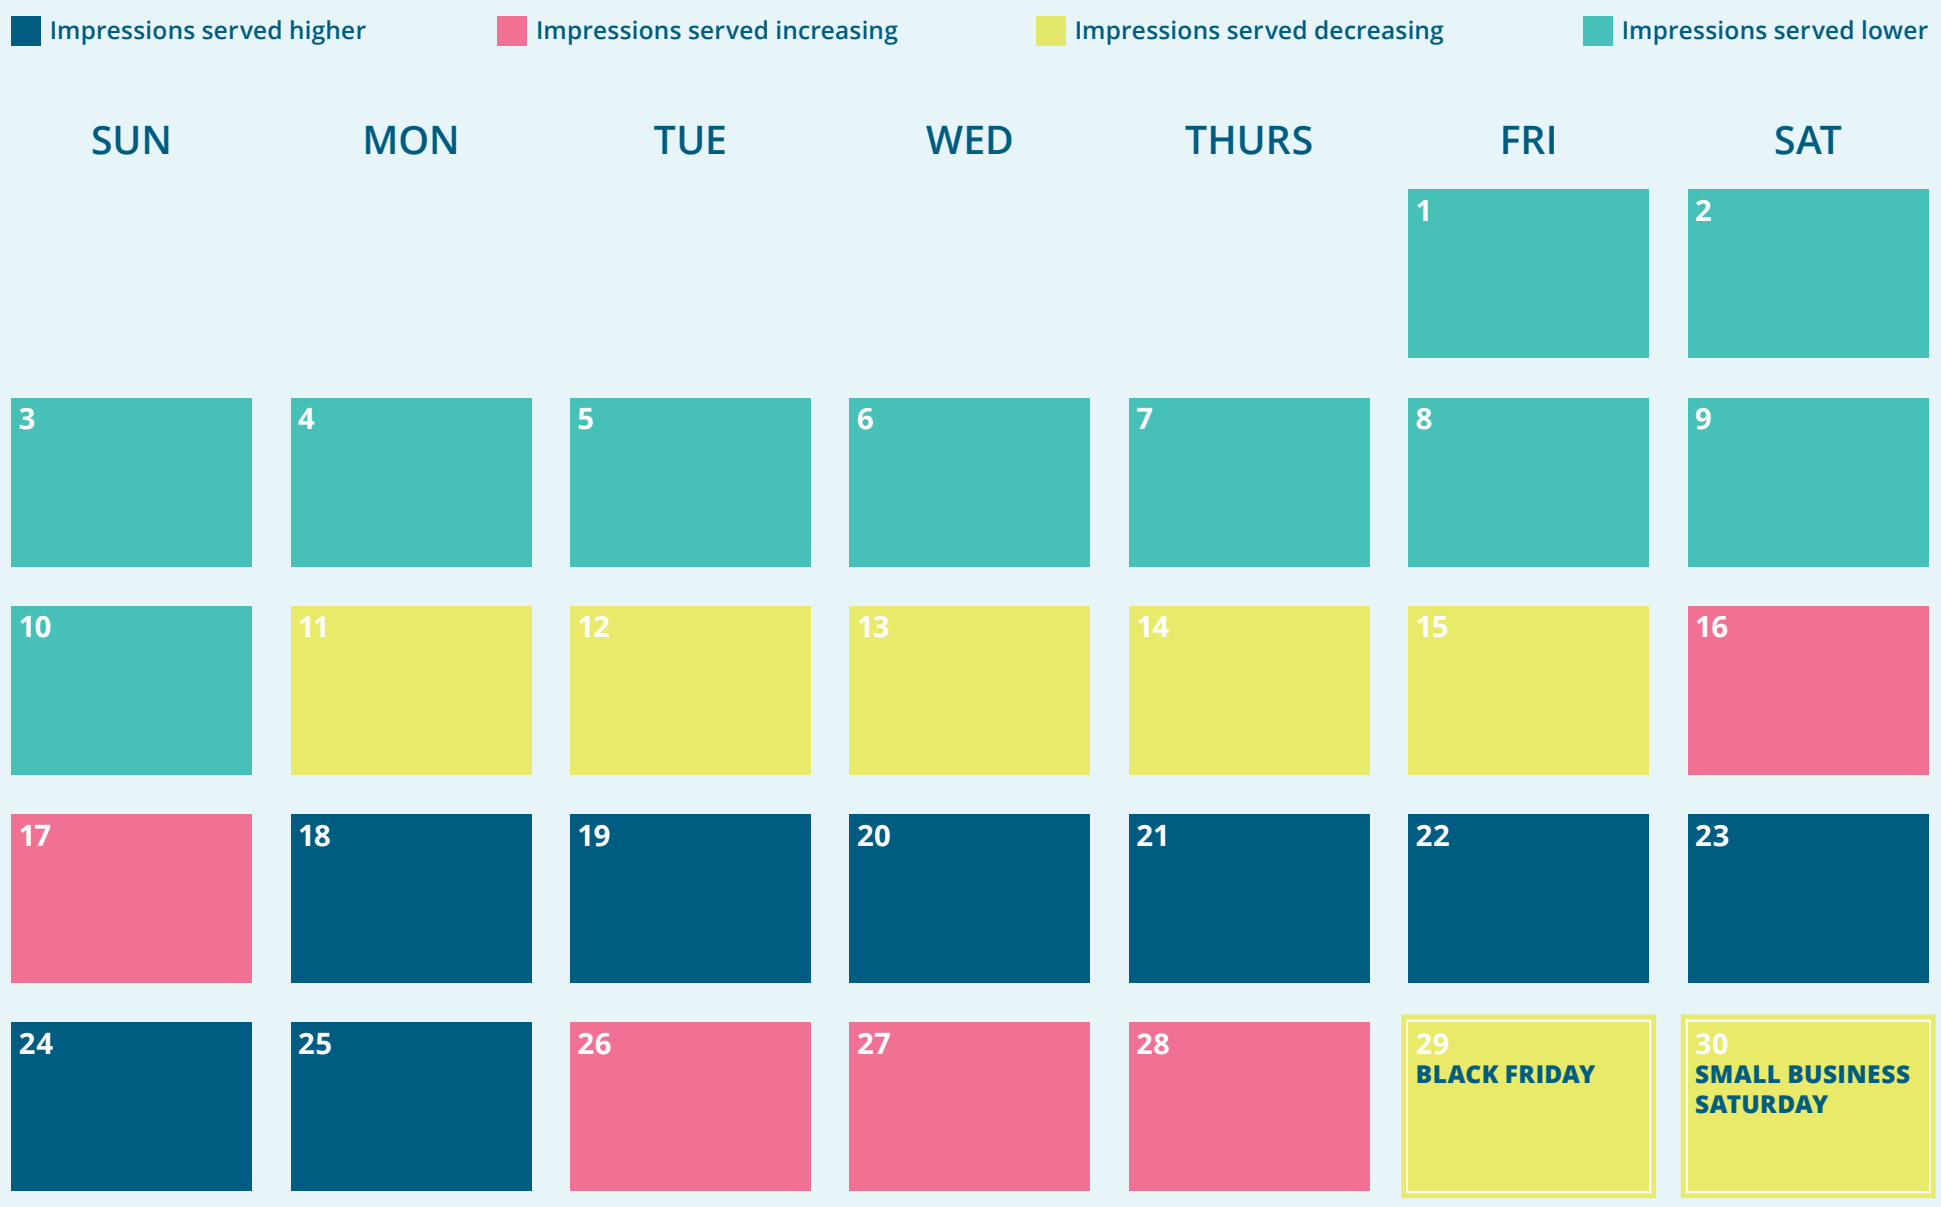 Impressions served higher
Impressions served increasing
Impressions served decreasing
Impressions served lower
SUN MON TUE WED THURS FRI SAT
1 2
3 4 5 6 7 8 9
10 11 12 13 14 15 16
17 18 19 20 21 22 23
24 25 26 27 28 29 30
BLACK FRIDAY
SMALL BUSINESS
SATURDAY